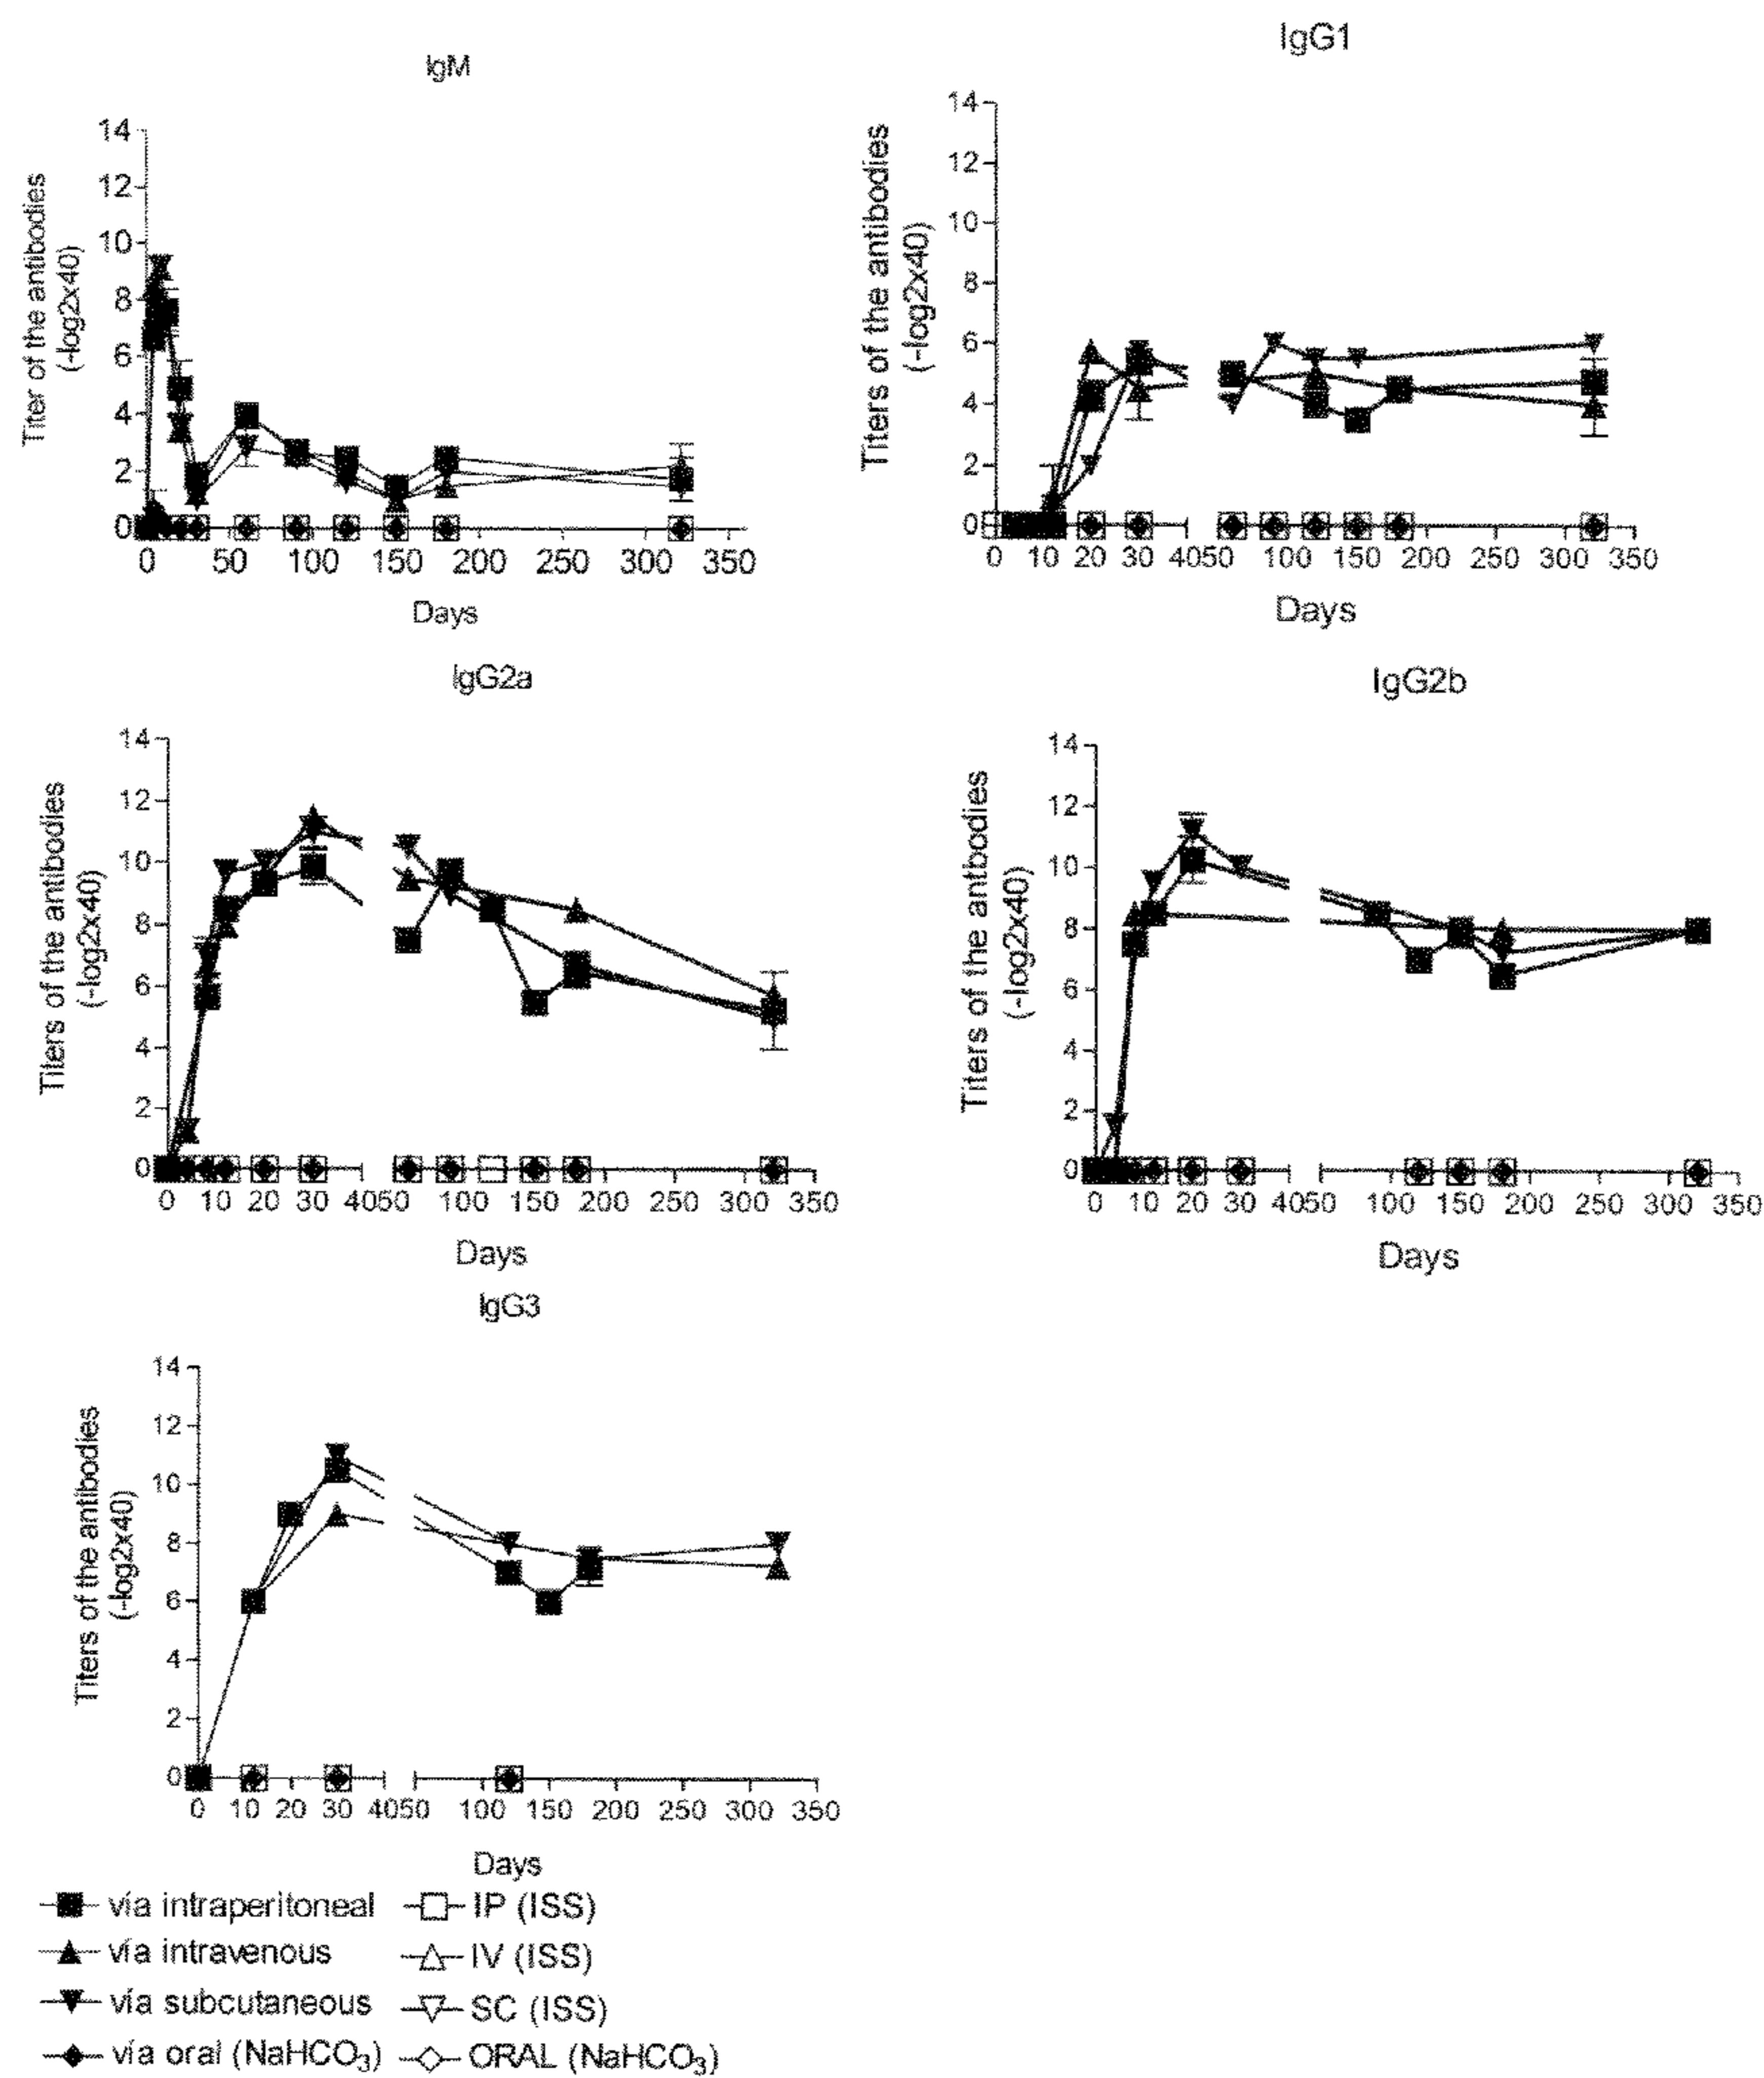 IgM
Titer of the antibodies
(-log2x40)
14
12
10
8
6
4
2
0
0 50 100 150 200 250 300 350
Days
IgG1
Titers of the antibodies
(-log2x40)
14
12
10
8
6
4
2
0
0 10 20 30 4050 100 150 200 250 300 350
Days
IgG2a
Titers of the antibodies
(-log2x40)
14
12
10
8
6
4
2
0
0 10 20 30 4050 100 150 200 250 300 350
Days
IgG2b
Titers of the antbodies
(-log2x40)
14
12
10
8
6
4
2
0
0 10 20 30 4050 100 150 200 250 300 350
Days
IgG3
Titers of the antibodies
(-log2x40)
14
12
10
8
6
4
2
0
0 10 20 30 4050 100 150 200 250 300 350
Days
vía intraperitoneal
IP (ISS)
vía intravenous
IV (ISS)
vía subcutaneous
SC (ISS)
vía oral (NaHCO₃)
ORAL (NaHCO₃)